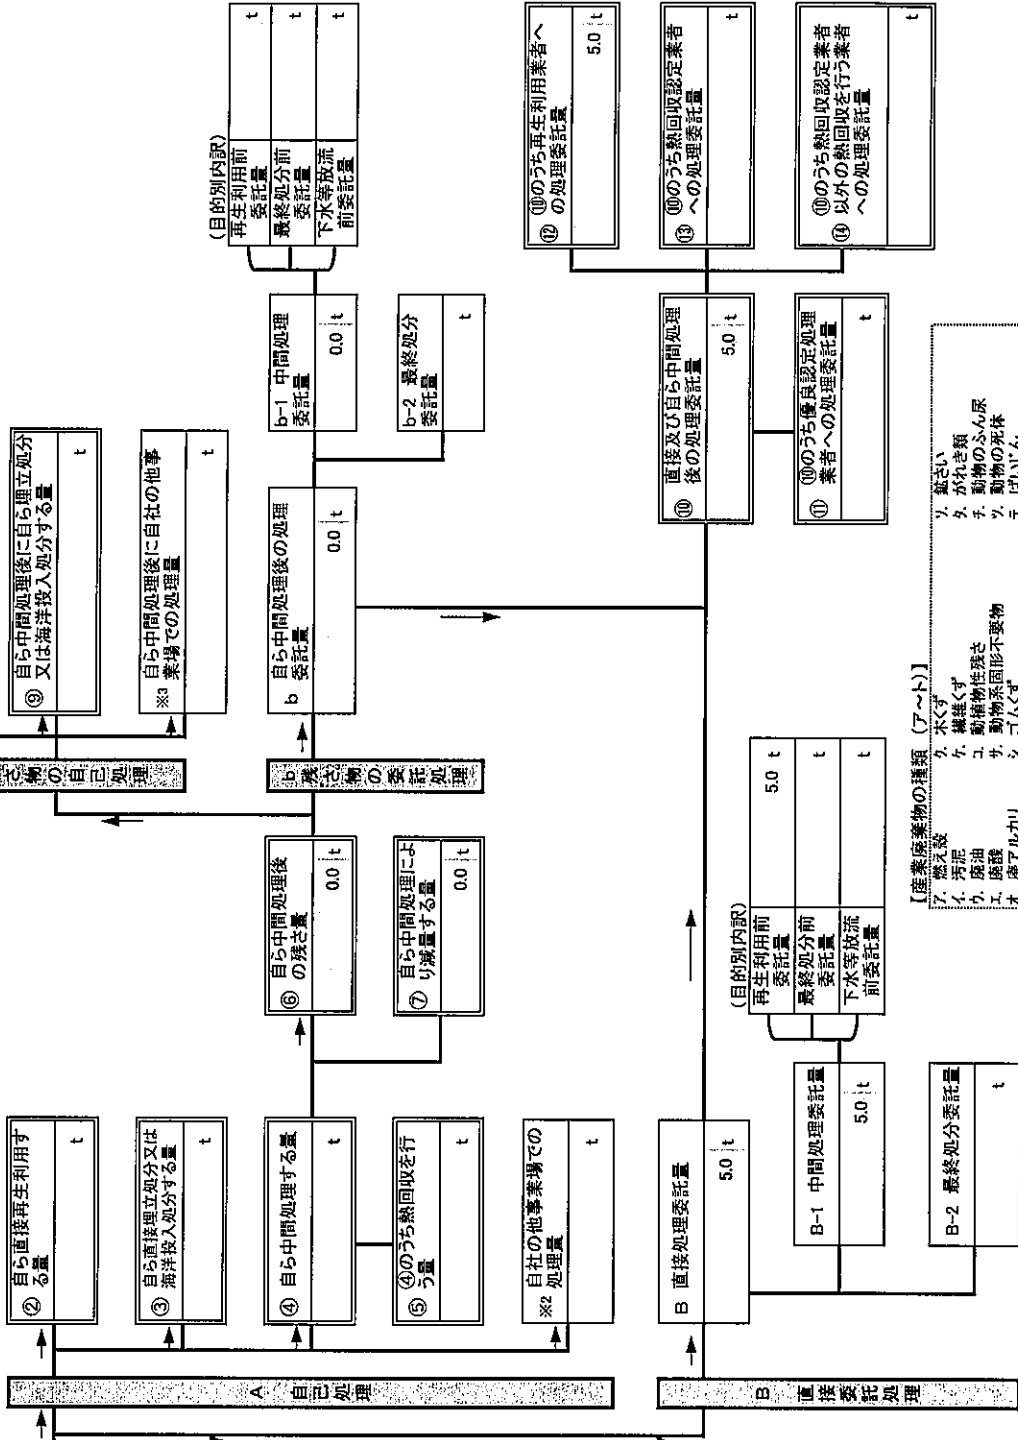 ② 自ら直接再生利用す
る量
t
③ 自ら直接埋立処分又は
海洋投入処分する量
t
④ 自ら中間処理する量
t
⑤ ④のうち熱回収を行
う量
t
※2 自社の他事業場での
処理量
t
A 自己処理
B 直接委託処理
B 直接処理委託量
5.0 t
B-1 中間処理委託量
5.0 t
B-2 最終処分委託量
t
(目的別内訳)
再生利用前
委託量
5.0 t
最終処分前
委託量
t
下水等放流
前委託量
t
⑥ 自ら中間処理後
の残さ量
0.0 t
⑦ 自ら中間処理によ
り減量する量
0.0 t
さ物の自己処理
b 残さ物の委託処理
⑨ 自ら中間処理後に自ら埋立処分
又は海洋投入処分する量
t
※3 自ら中間処理後に自社の他事
業場での処理量
t
b 自ら中間処理後の処理
委託量
0.0 t
b-1 中間処理
委託量
0.0 t
b-2 最終処分
委託量
t
(目的別内訳)
再生利用前
委託量
t
最終処分前
委託量
t
下水等放流
前委託量
t
⑩ 直接及び自ら中間処理
後の処理委託量
5.0 t
⑪ ⑩のうち優良認定処理
業者への処理委託量
t
⑫ ⑩のうち再生利用業者へ
の処理委託量
5.0 t
⑬ ⑩のうち熱回収認定業者
への処理委託量
t
⑭ ⑩のうち熱回収認定業者
以外の熱回収を行う業者
への処理委託量
t
【産業廃棄物の種類 (ア～ト)】
ア. 燃え殻 ク. 木くず ソ. 鉱さい
イ. 汚泥 ケ. 繊維くず タ. がれき類
ウ. 廃油 コ. 動植物性残さ チ. 動物のふん尿
エ. 廃酸 サ. 動物系固形不要物 ツ. 動物の死体
オ. 廃アルカリ シ. ゴムくず テ. ばいじん